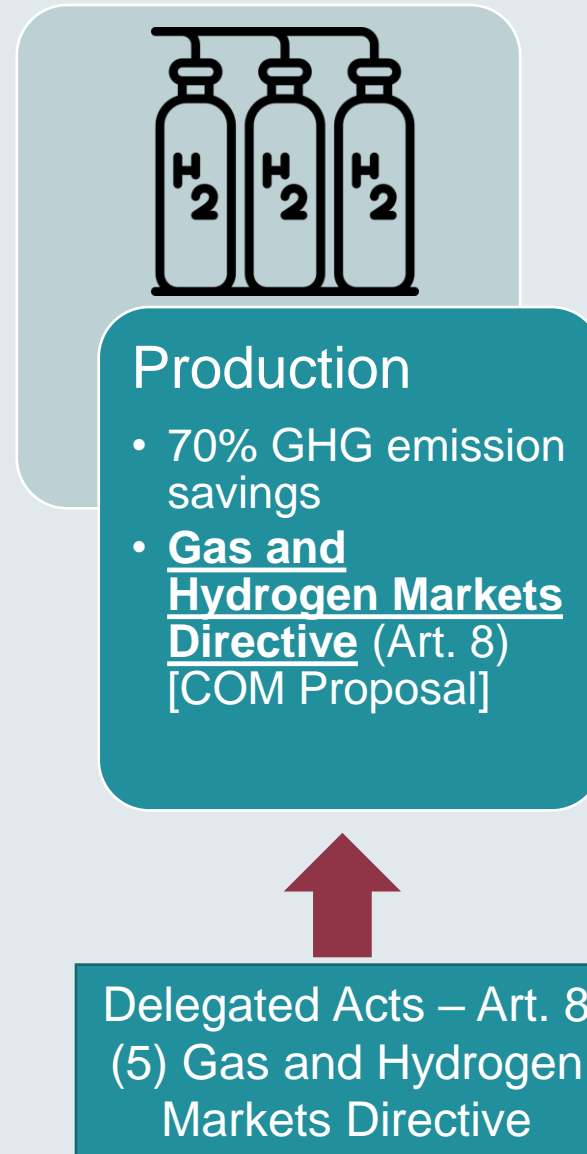 H2 H2 H2
Production
• 70% GHG emission
savings
• Gas and
Hydrogen Markets
Directive (Art. 8)
[COM Proposal]
Delegated Acts – Art. 8
(5) Gas and Hydrogen
Markets Directive